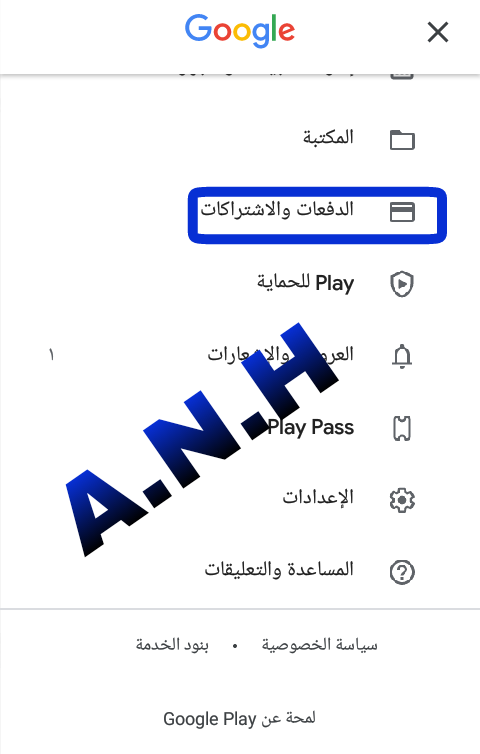 Google
المكتبة
الدفعات والاشتراكات
Play للحماية
العروض والإشعارات ١
Play Pass
الإعدادات
المساعدة والتعليقات
A.N.H
سياسة الخصوصية • بنود الخدمة
لمحة عن Google Play